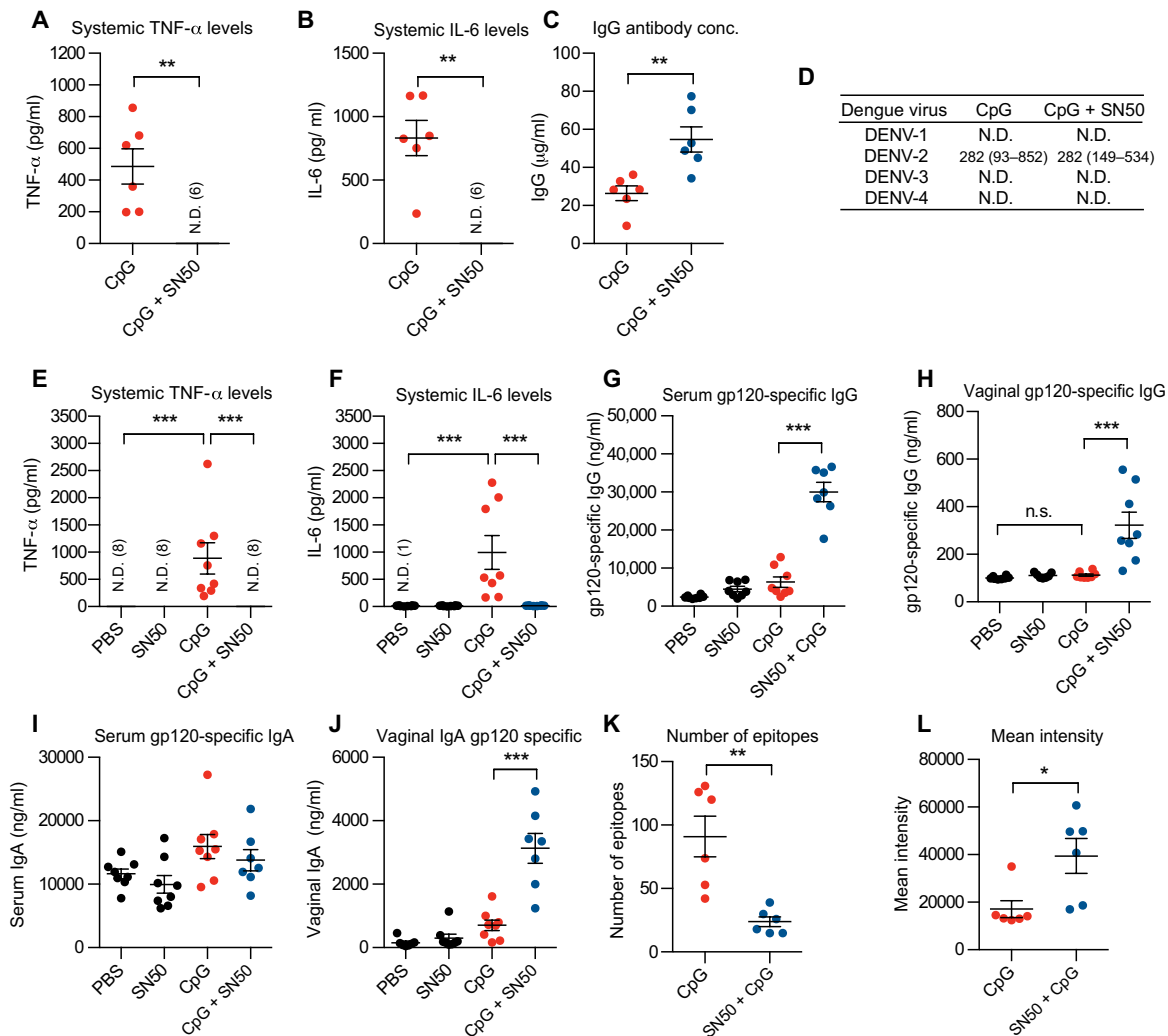 A
Systemic TNF-α levels
TNF-α (pg/ml)
1200
1000
800
600
400
200
0
**
N.D. (6)
CpG
CpG + SN50
B
Systemic IL-6 levels
IL-6 (pg/ ml)
1500
1000
500
0
**
N.D. (6)
CpG
CpG + SN50
C
IgG antibody conc.
IgG (µg/ml)
100
80
60
40
20
0
**
CpG
CpG + SN50
D
Dengue virus CpG CpG + SN50
DENV-1 N.D. N.D.
DENV-2 282 (93–852) 282 (149–534)
DENV-3 N.D. N.D.
DENV-4 N.D. N.D.
E
Systemic TNF-α levels
TNF-α (pg/ml)
3500
3000
2500
2000
1500
1000
500
0
*** ***
N.D. (8)
N.D. (8)
N.D. (8)
PBS
SN50
CpG
CpG + SN50
F
Systemic IL-6 levels
IL-6 (pg/ml)
3500
3000
2500
2000
1500
1000
500
0
*** ***
N.D. (1)
PBS
SN50
CpG
CpG + SN50
G
Serum gp120-specific IgG
gp120-specific IgG (ng/ml)
50,000
40,000
30,000
20,000
10,000
0
***
PBS
SN50
CpG
SN50 + CpG
H
Vaginal gp120-specific IgG
gp120-specific IgG (ng/ml)
800
600
400
200
0
***
n.s.
PBS
SN50
CpG
CpG + SN50
I
Serum gp120-specific IgA
Serum IgA (ng/ml)
30000
20000
10000
0
PBS
SN50
CpG
CpG + SN50
J
Vaginal IgA gp120 specific
Vaginal IgA (ng/ml)
6000
4000
2000
0
***
PBS
SN50
CpG
CpG + SN50
K
Number of epitopes
Number of epitopes
150
100
50
0
**
CpG
SN50 + CpG
L
Mean intensity
Mean intensity
80000
60000
40000
20000
0
*
CpG
SN50 + CpG